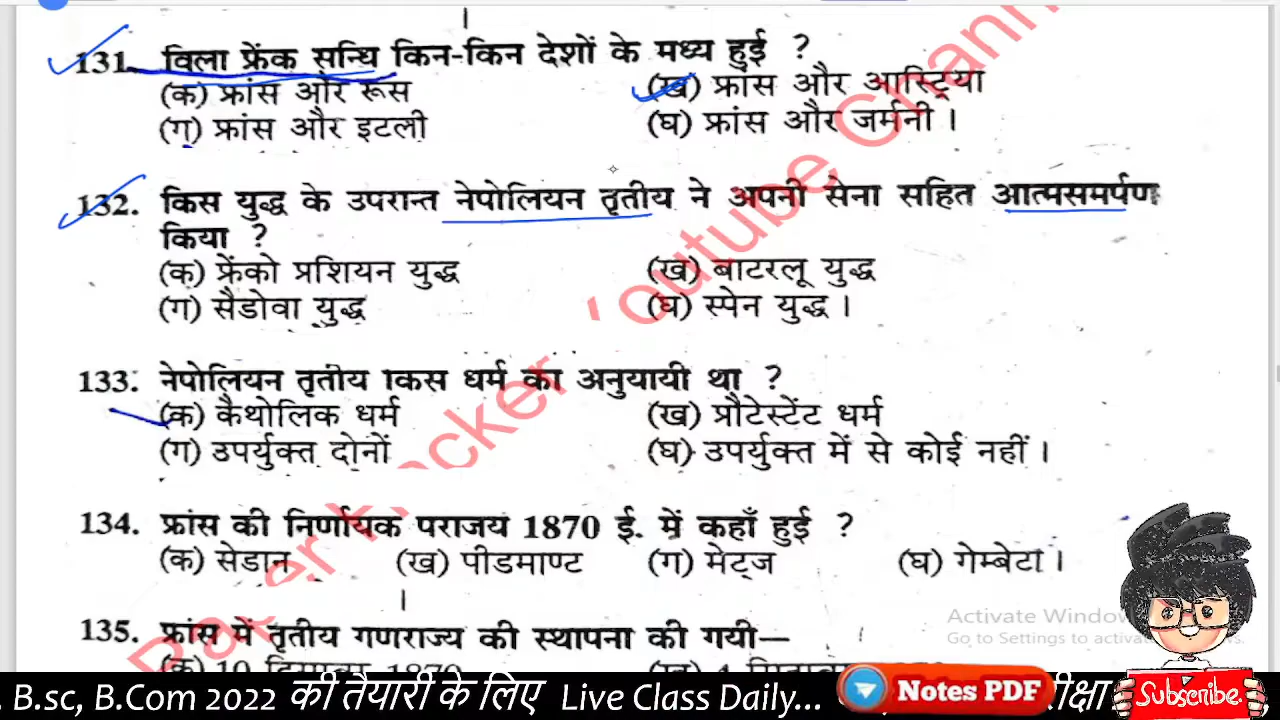 131. विला फ्रेंक सन्धि किन-किन देशों के मध्य हुई ?
(क) फ्रांस और रूस (ख) फ्रांस और आस्ट्रिया
(ग) फ्रांस और इटली (घ) फ्रांस और जर्मनी ।
132. किस युद्ध के उपरान्त नेपोलियन तृतीय ने अपनी सेना सहित आत्मसमर्पण
किया ?
(क) फ्रेंको प्रशियन युद्ध (ख) बाटरलू युद्ध
(ग) सैडोवा युद्ध (घ) स्पेन युद्ध ।
133. नेपोलियन तृतीय किस धर्म का अनुयायी था ?
(क) कैथोलिक धर्म (ख) प्रौटेस्टेंट धर्म
(ग) उपर्युक्त दोनों (घ) उपर्युक्त में से कोई नहीं ।
134. फ्रांस की निर्णायक पराजय 1870 ई. में कहाँ हुई ?
(क) सेडान (ख) पीडमाण्ट (ग) मेट्ज (घ) गेम्बेटा ।
135. फ्रांस में तृतीय गणराज्य की स्थापना की गयी—
Activate Windows
Go to Settings to activate
B.sc, B.Com 2022 की तैयारी के लिए Live Class Daily...
Notes PDF
Subscribe